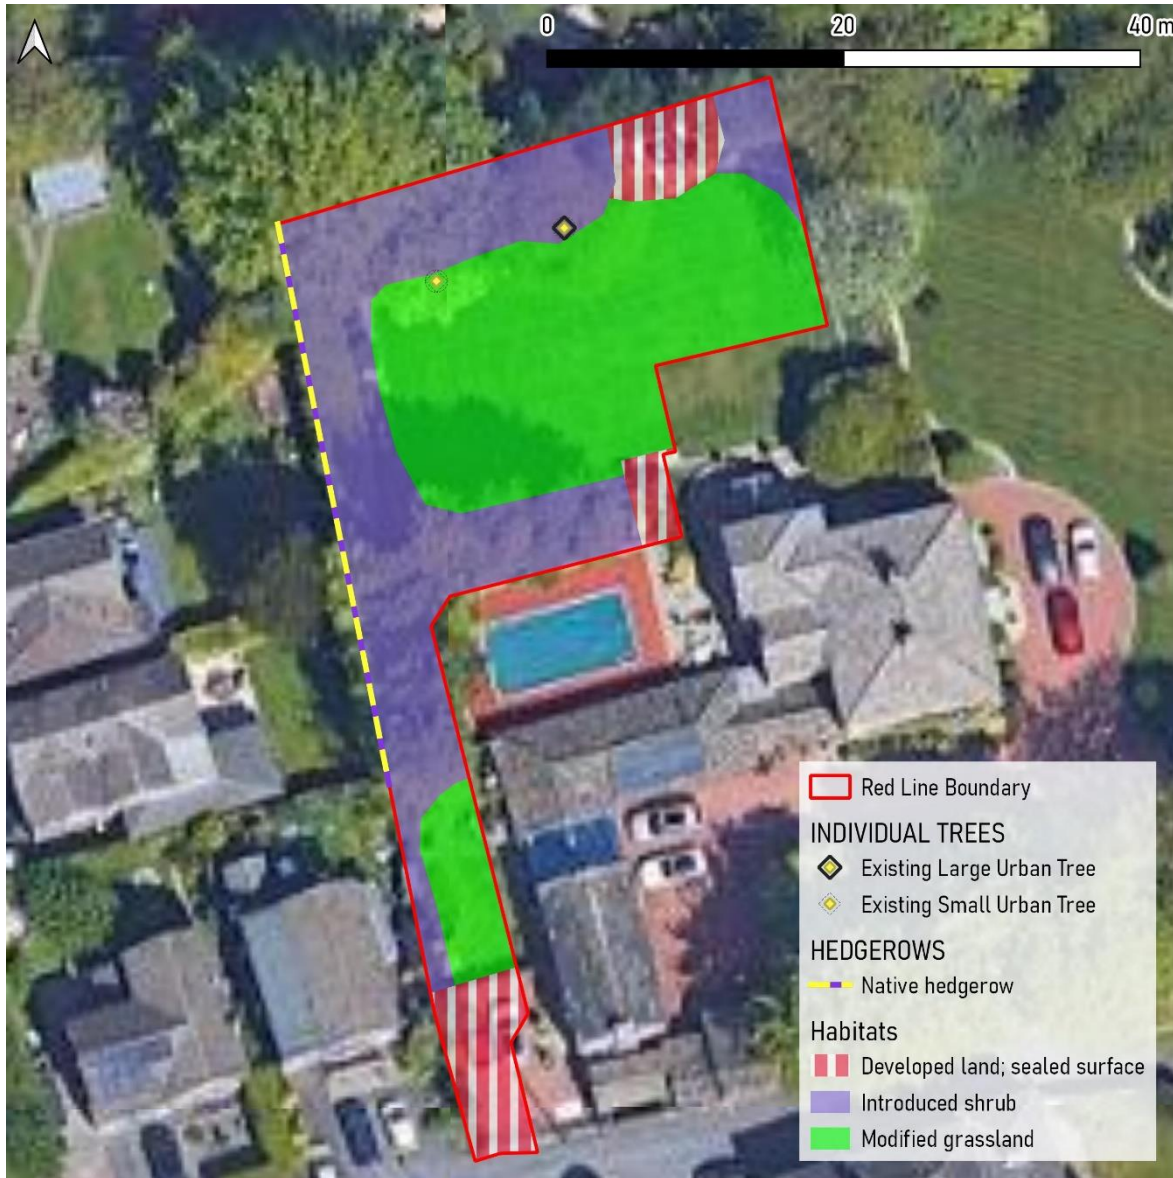 0 20 40 m
Red Line Boundary
INDIVIDUAL TREES
Existing Large Urban Tree
Existing Small Urban Tree
HEDGEROWS
Native hedgerow
Habitats
Developed land; sealed surface
Introduced shrub
Modified grassland